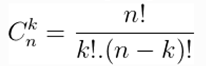 C_n^k = \frac{n!}{k!.(n-k)!}